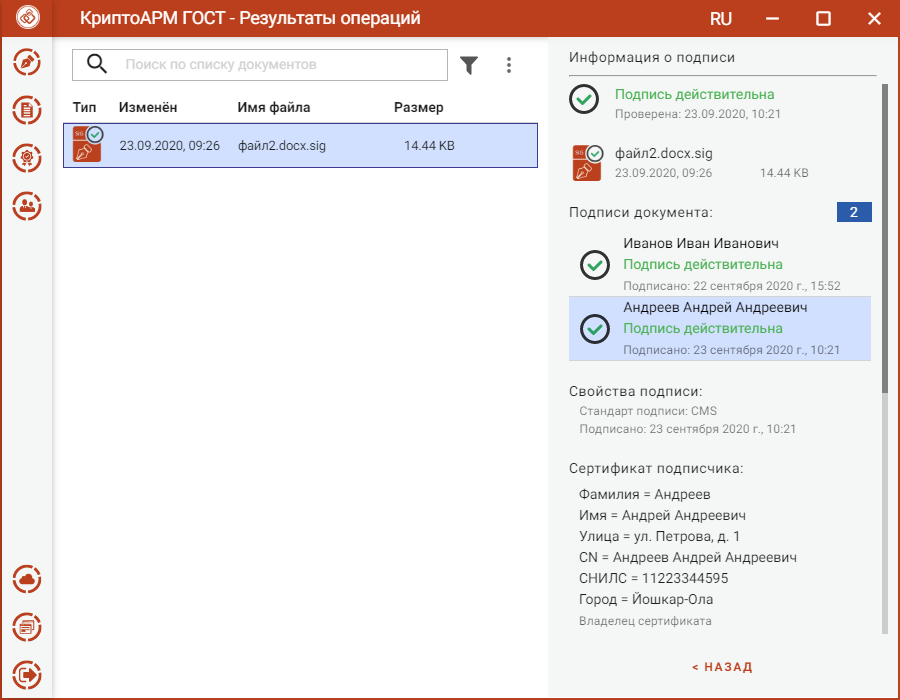 КриптоАРМ ГОСТ - Результаты операций
RU
Поиск по списку документов
Тип Изменён Имя файла Размер
SIG 23.09.2020, 09:26 файл2.docx.sig 14.44 KB
Информация о подписи
Подпись действительна
Проверена: 23.09.2020, 10:21
SIG файл2.docx.sig
23.09.2020, 09:26 14.44 KB
Подписи документа: 2
Иванов Иван Иванович
Подпись действительна
Подписано: 22 сентября 2020 г., 15:52
Андреев Андрей Андреевич
Подпись действительна
Подписано: 23 сентября 2020 г., 10:21
Свойства подписи:
Стандарт подписи: CMS
Подписано: 23 сентября 2020 г., 10:21
Сертификат подписчика:
Фамилия = Андреев
Имя = Андрей Андреевич
Улица = ул. Петрова, д. 1
CN = Андреев Андрей Андреевич
СНИЛС = 11223344595
Город = Йошкар-Ола
Владелец сертификата
< НАЗАД